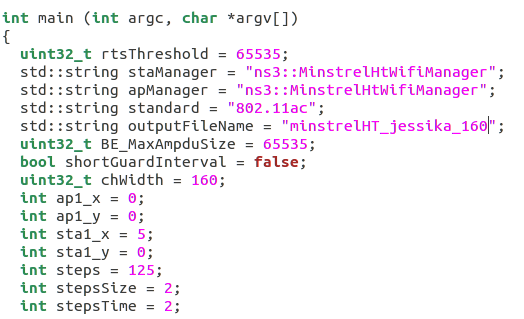 int main (int argc, char *argv[])
{
  uint32_t rtsThreshold = 65535;
  std::string staManager = "ns3::MinstrelHtWifiManager";
  std::string apManager = "ns3::MinstrelHtWifiManager";
  std::string standard = "802.11ac";
  std::string outputFileName = "minstrelHT_jessika_160";
  uint32_t BE_MaxAmpduSize = 65535;
  bool shortGuardInterval = false;
  uint32_t chWidth = 160;
  int ap1_x = 0;
  int ap1_y = 0;
  int sta1_x = 5;
  int sta1_y = 0;
  int steps = 125;
  int stepsSize = 2;
  int stepsTime = 2;